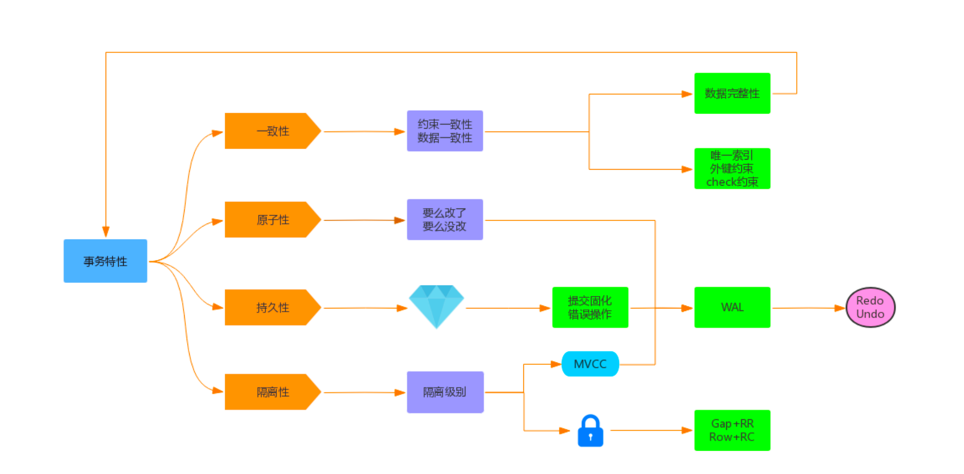 事务特性
一致性
约束一致性
数据一致性
数据完整性
唯一索引
外键约束
check约束
原子性
要么改了
要么没改
持久性
提交固化
错误操作
WAL
Redo
Undo
隔离性
隔离级别
MVCC
Gap+RR
Row+RC